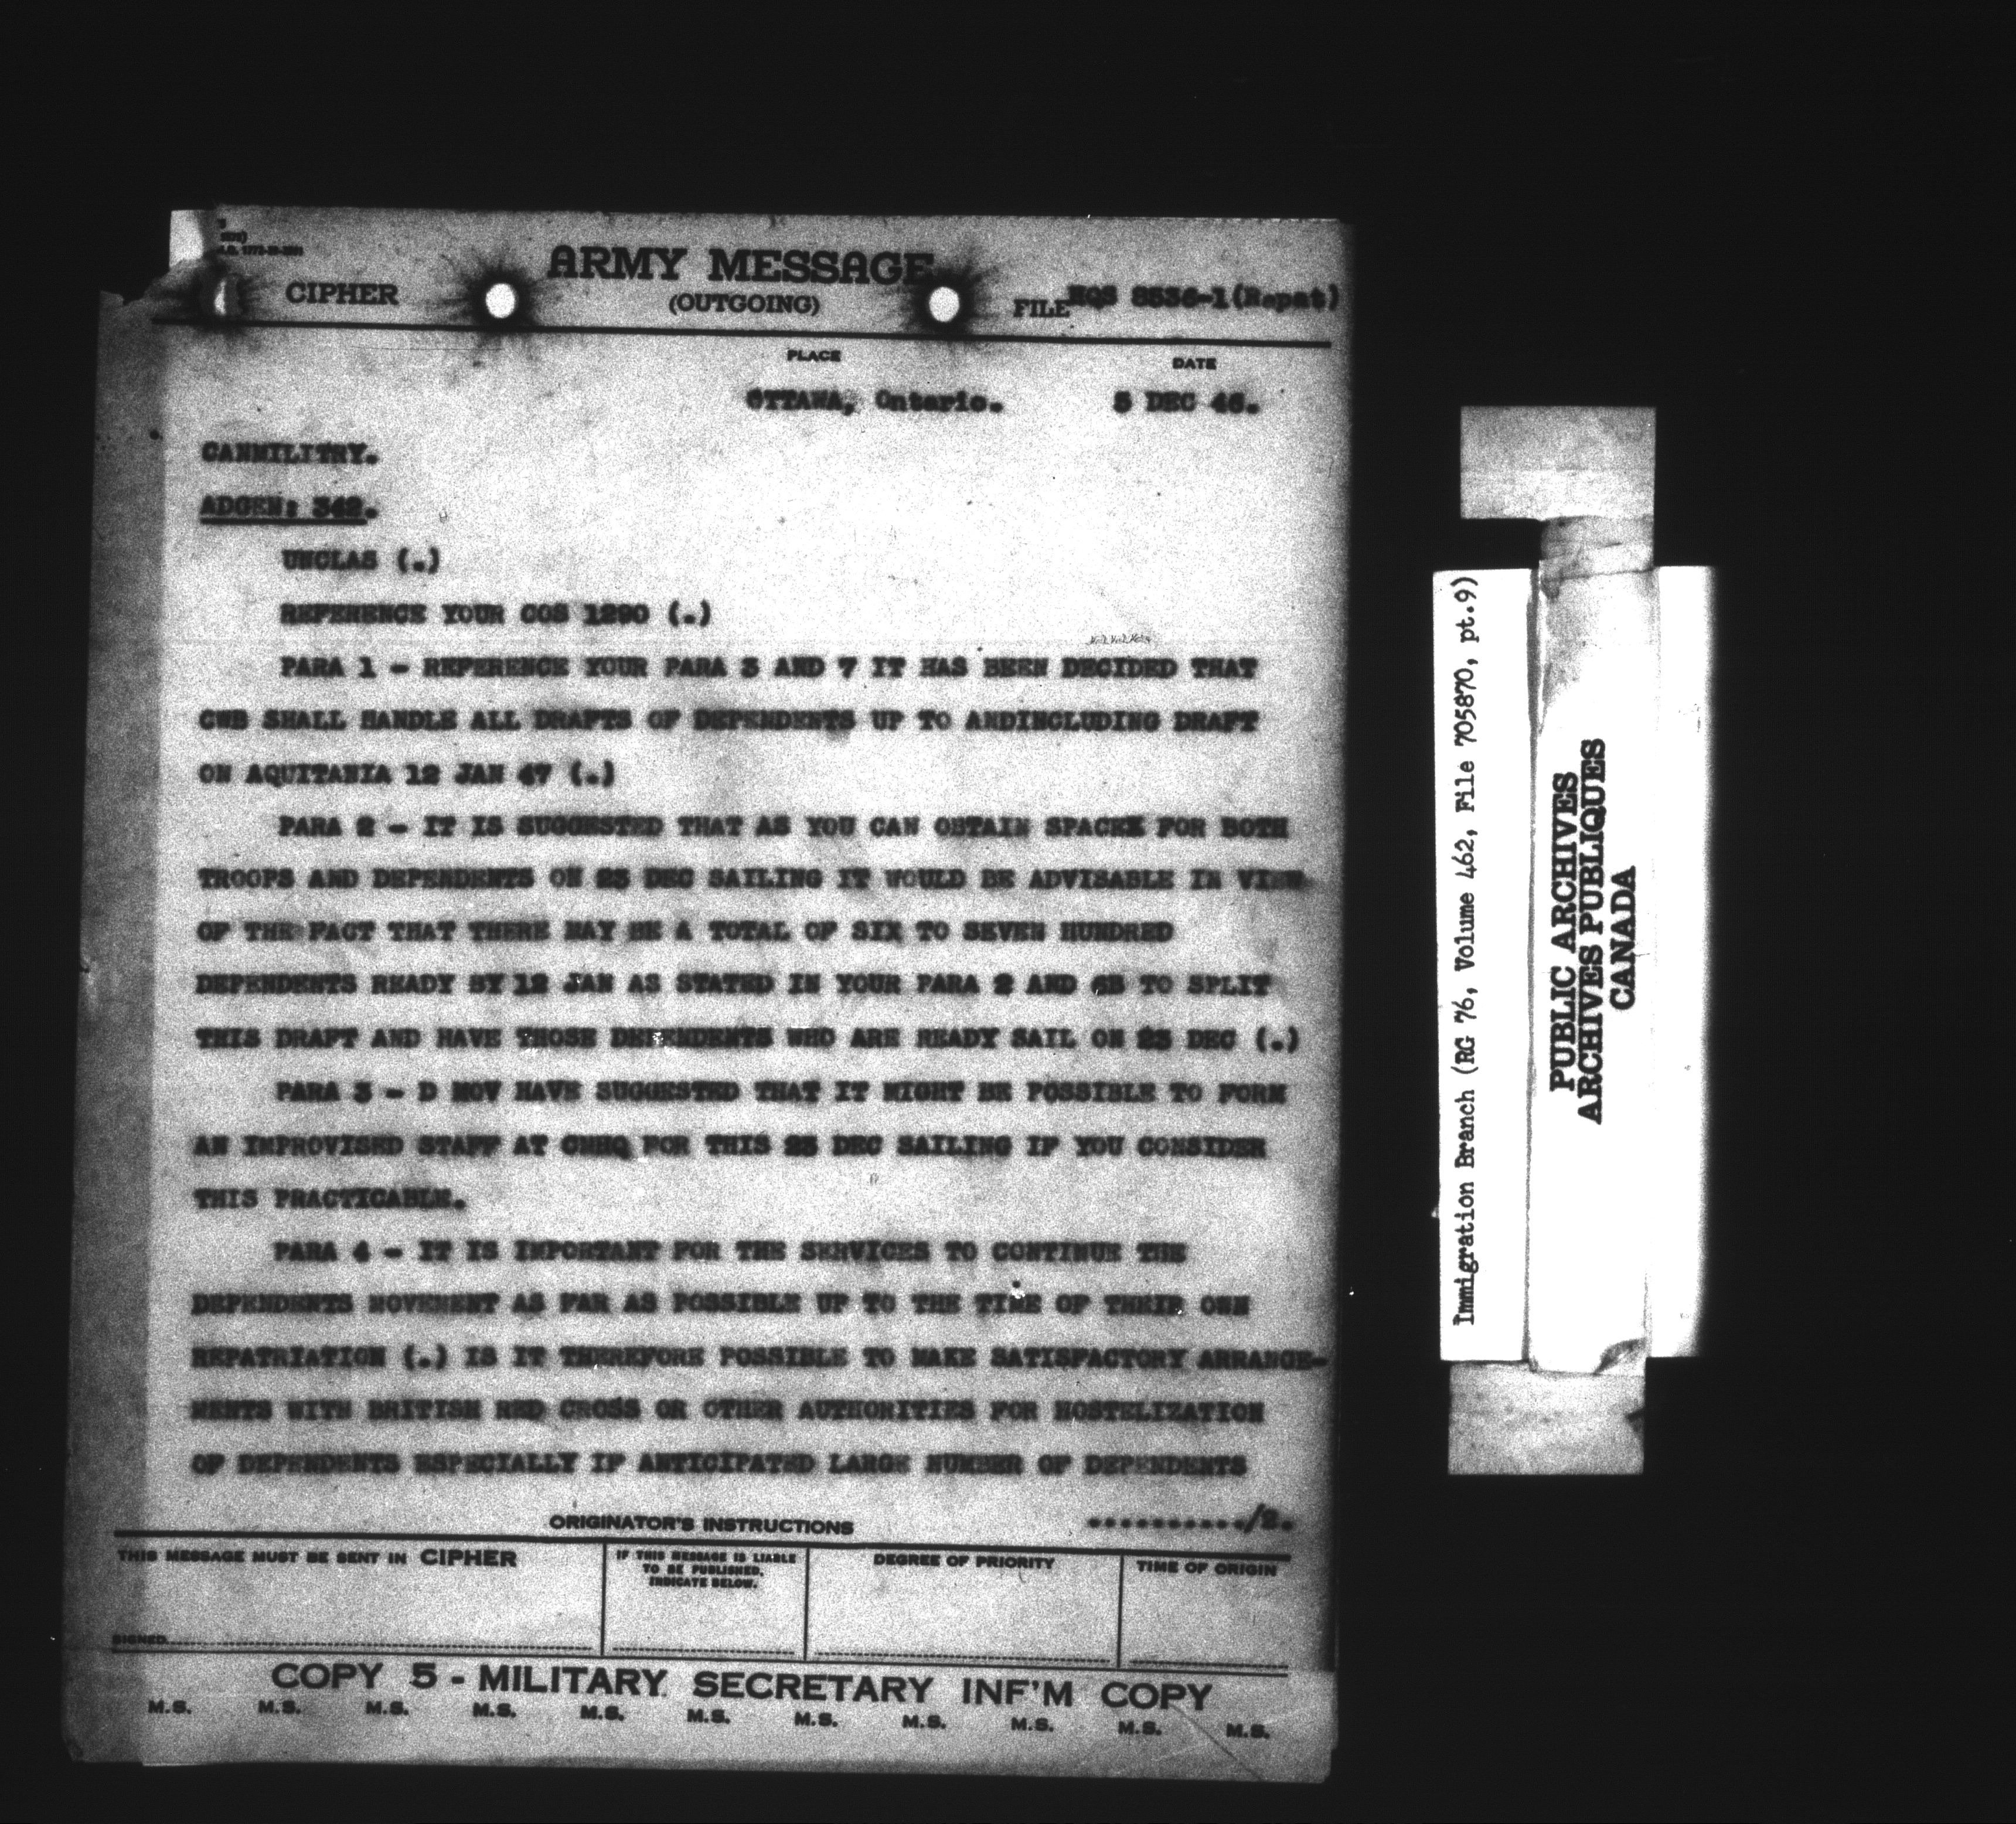 CIPHER
ARMY MESSAGE
(OUTGOING)
FILE HQS 8536-1(Repat)
PLACE
DATE
OTTAWA, Ontario.
5 DEC 46.
CANMILITRY.
ADGEN: 342.
UNCLAS (.)
REFERENCE YOUR COS 1290 (.)
PARA 1 - REFERENCE YOUR PARA 3 AND 7 IT HAS BEEN DECIDED THAT
CWB SHALL HANDLE ALL DRAFTS OF DEPENDENTS UP TO ANDINCLUDING DRAFT
ON AQUITANIA 12 JAN 47 (.)
PARA 2 - IT IS SUGGESTED THAT AS YOU CAN OBTAIN SPACEX FOR BOTH
TROOPS AND DEPENDENTS ON 23 DEC SAILING IT WOULD BE ADVISABLE IN VIEW
OF THE FACT THAT THERE MAY BE A TOTAL OF SIX TO SEVEN HUNDRED
DEPENDENTS READY BY 12 JAN AS STATED IN YOUR PARA 2 AND 6B TO SPLIT
THIS DRAFT AND HAVE THOSE DEPENDENTS WHO ARE READY SAIL ON 23 DEC (.)
PARA 3 - D MOV HAVE SUGGESTED THAT IT MIGHT BE POSSIBLE TO FORM
AN IMPROVISED STAFF AT CMHQ FOR THIS 23 DEC SAILING IF YOU CONSIDER
THIS PRACTICABLE.
PARA 4 - IT IS IMPORTANT FOR THE SERVICES TO CONTINUE THE
DEPENDENTS MOVEMENT AS FAR AS POSSIBLE UP TO THE TIME OF THEIR OWN
REPATRIATION (.) IS IT THEREFORE POSSIBLE TO MAKE SATISFACTORY ARRANGE-
MENTS WITH BRITISH RED CROSS OR OTHER AUTHORITIES FOR HOSTELIZATION
OF DEPENDENTS ESPECIALLY IF ANTICIPATED LARGE NUMBER OF DEPENDENTS
........../2.
ORIGINATOR'S INSTRUCTIONS
THIS MESSAGE MUST BE SENT IN CIPHER
IF THIS MESSAGE IS LIABLE
TO BE PUBLISHED,
INDICATE BELOW.
DEGREE OF PRIORITY
TIME OF ORIGIN
SIGNED
COPY 5 - MILITARY SECRETARY INF'M COPY
M.S. M.S. M.S. M.S. M.S. M.S. M.S. M.S. M.S. M.S. M.S.
Immigration Branch (RG 76, Volume 462, File 705870, pt.9)
PUBLIC ARCHIVES
ARCHIVES PUBLIQUES
CANADA